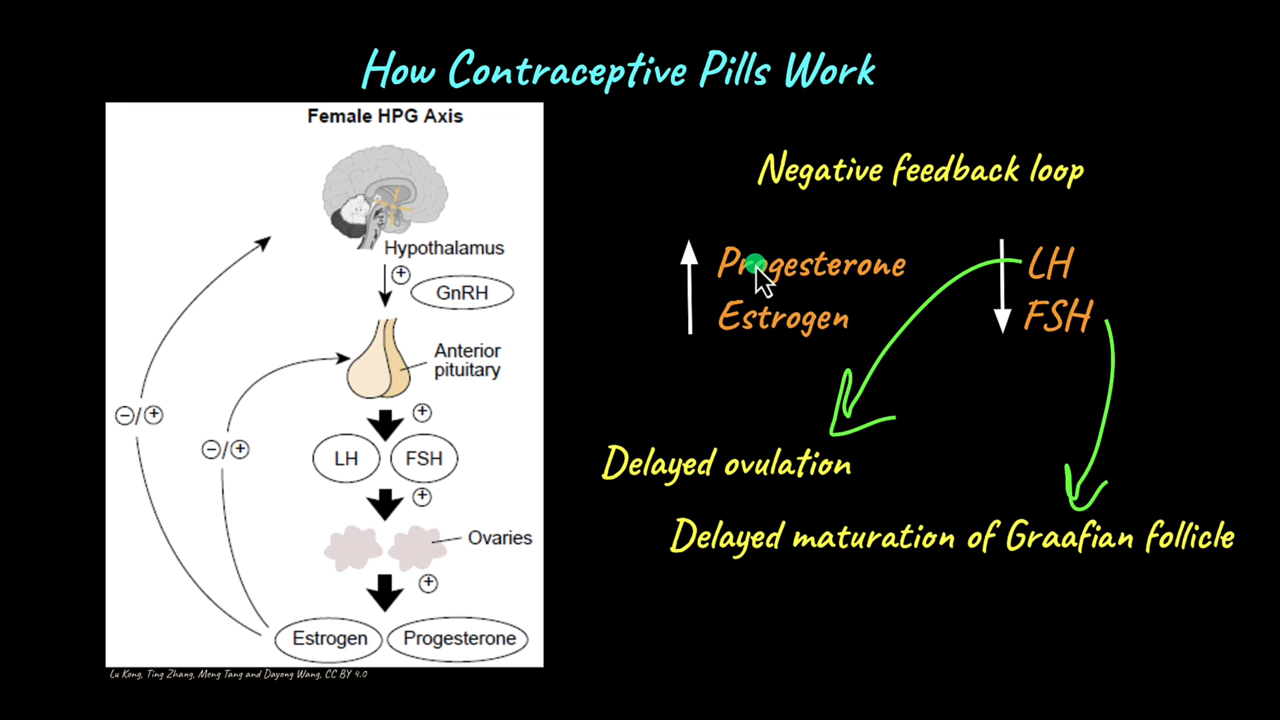 How Contraceptive Pills Work
Female HPG Axis
Hypothalamus
+
GnRH
Anterior
pituitary
+
LH FSH
+
Ovaries
+
Estrogen Progesterone
−/+
−/+
Lu Kong, Ting Zhang, Meng Tang and Dayong Wang, CC BY 4.0
Negative feedback loop
Progesterone
Estrogen
LH
FSH
Delayed ovulation
Delayed maturation of Graafian follicle